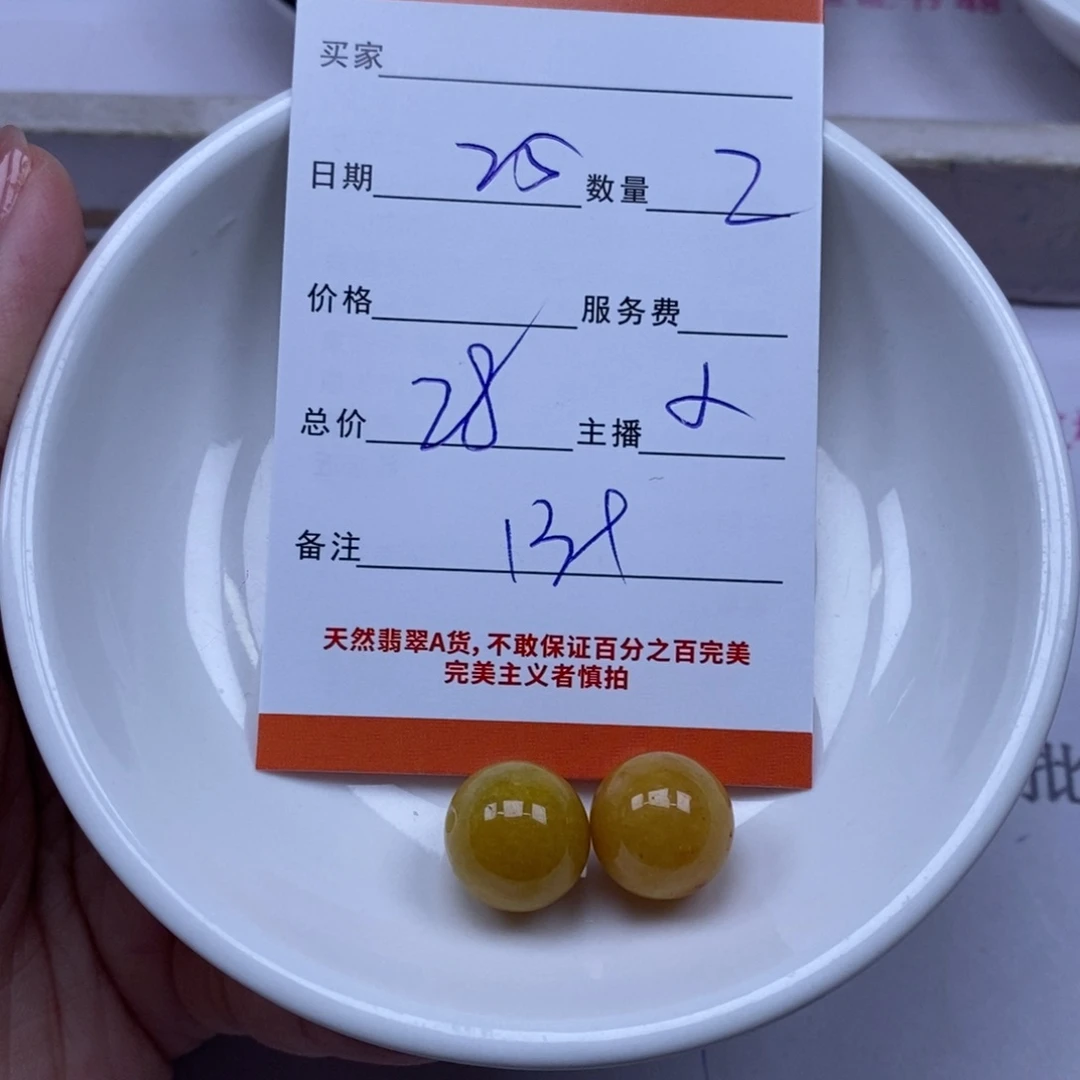 买家
日期 26 数量 2
价格 服务费
总价 28 主播
备注 13
天然翡翠A货,不敢保证百分之百完美
完美主义者慎拍